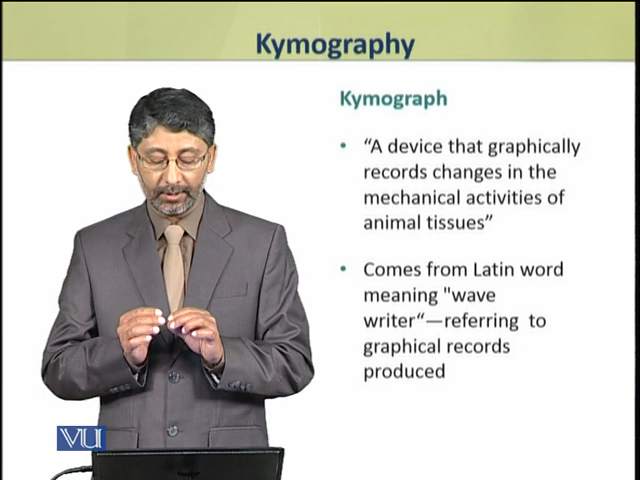 Kymography
Kymograph
• “A device that graphically
records changes in the
mechanical activities of
animal tissues”
• Comes from Latin word
meaning "wave
writer“—referring to
graphical records
produced
VU